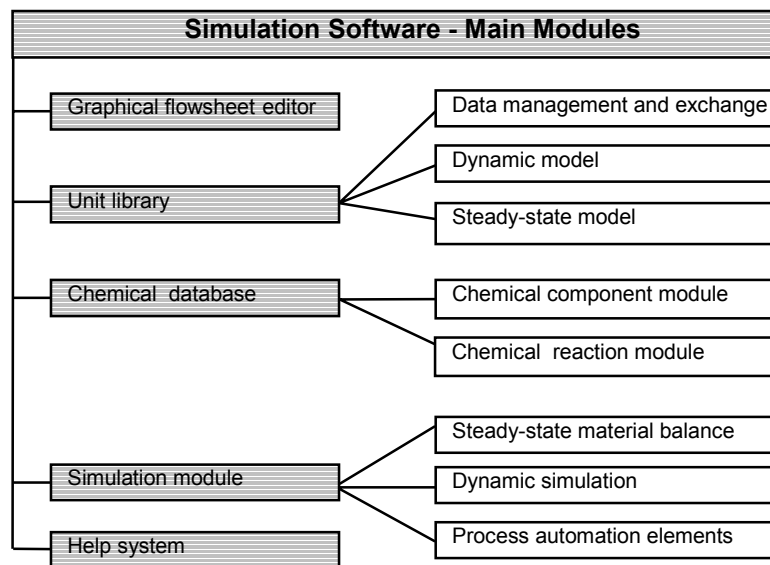 Simulation Software - Main Modules
Graphical flowsheet editor
Data management and exchange
Dynamic model
Unit library
Steady-state model
Chemical database
Chemical component module
Chemical reaction module
Steady-state material balance
Simulation module
Dynamic simulation
Process automation elements
Help system